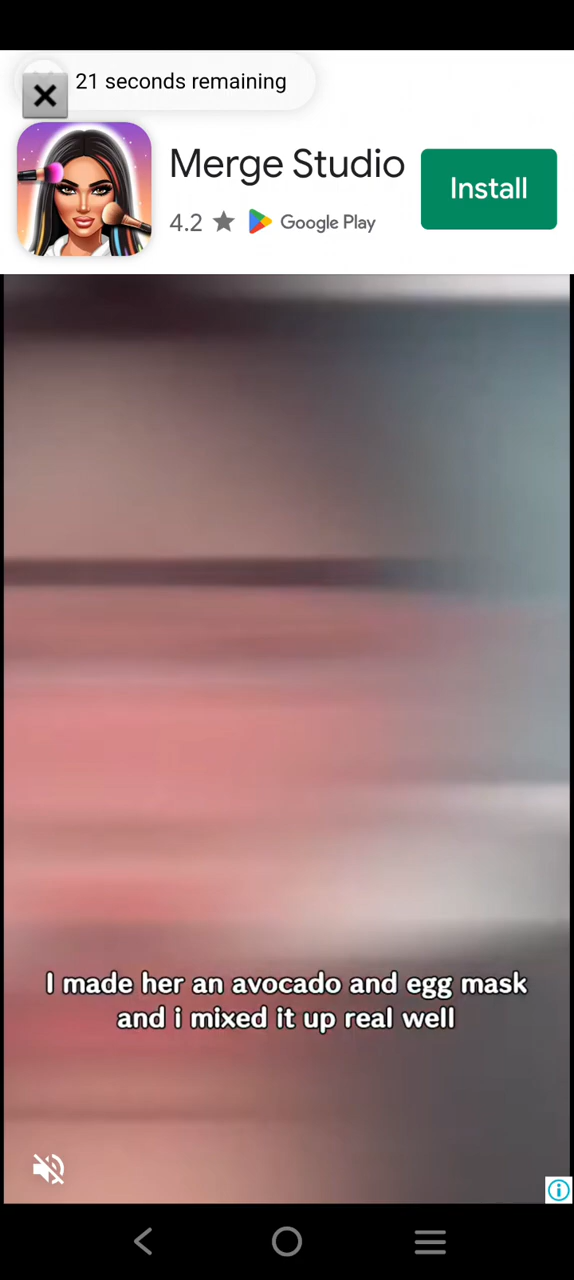 21 seconds remaining
Merge Studio
Install
4.2 ★ Google Play
I made her an avocado and egg mask
and i mixed it up real well